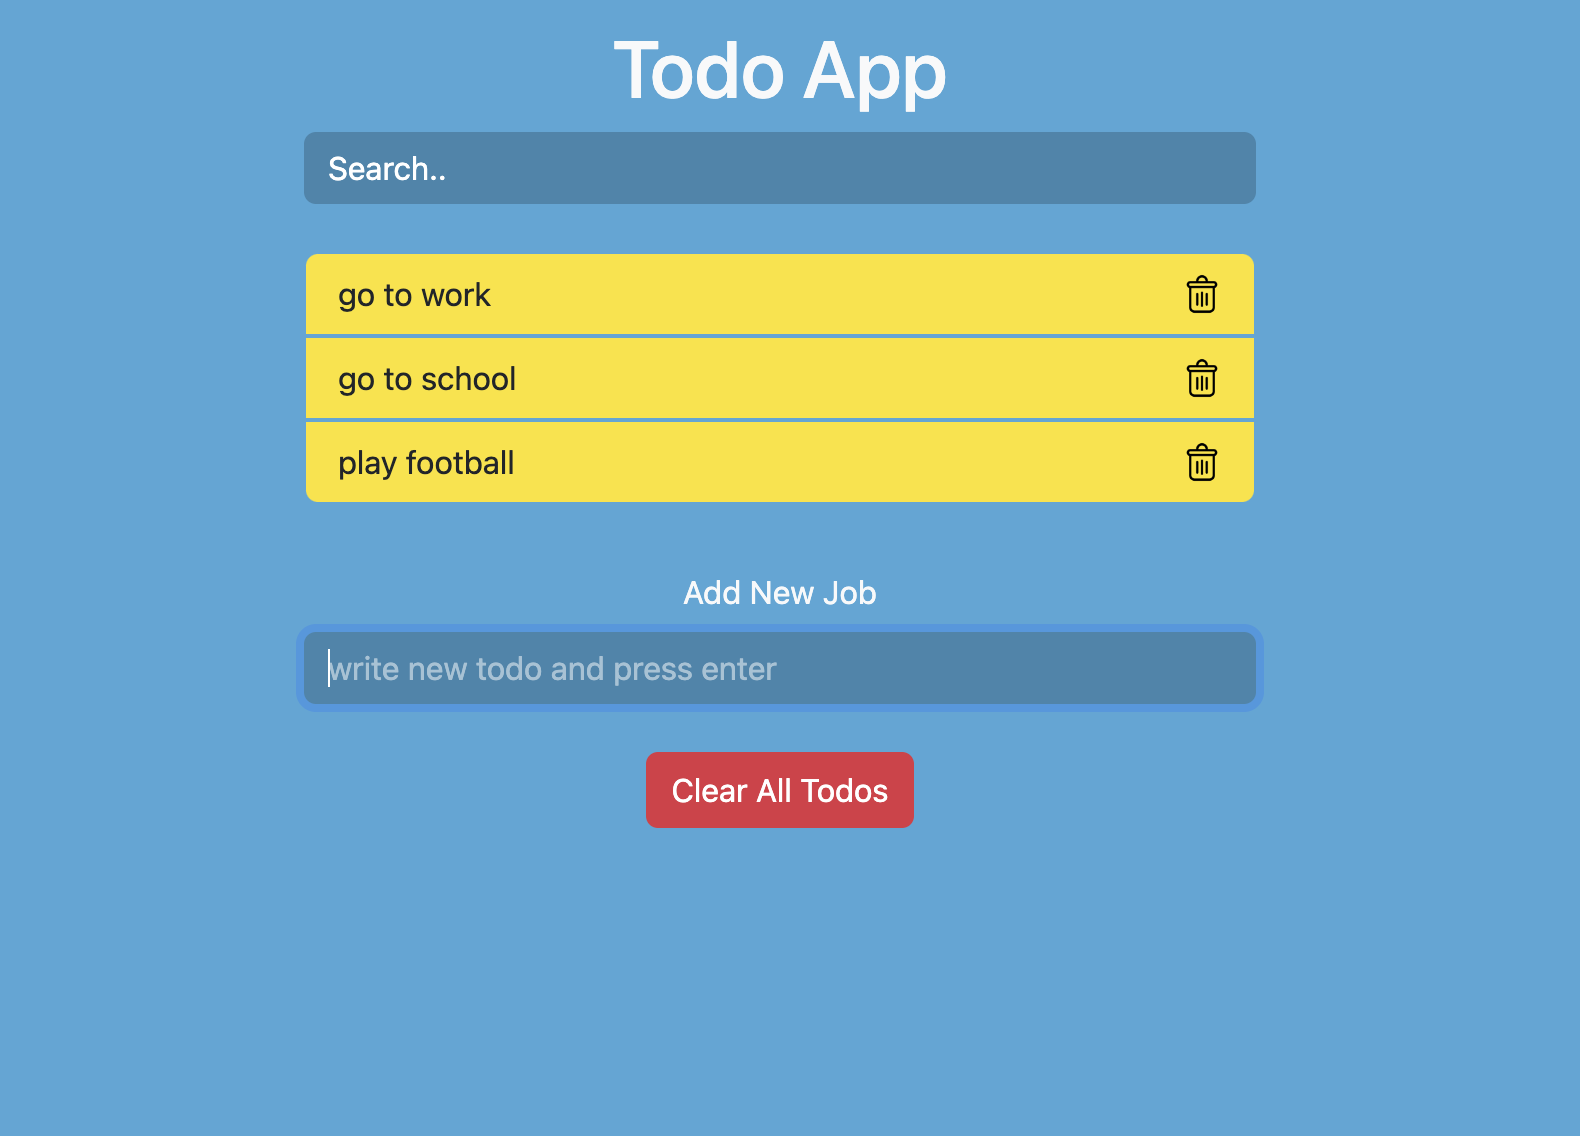 Todo App
Search..
go to work
go to school
play football
Add New Job
write new todo and press enter
Clear All Todos